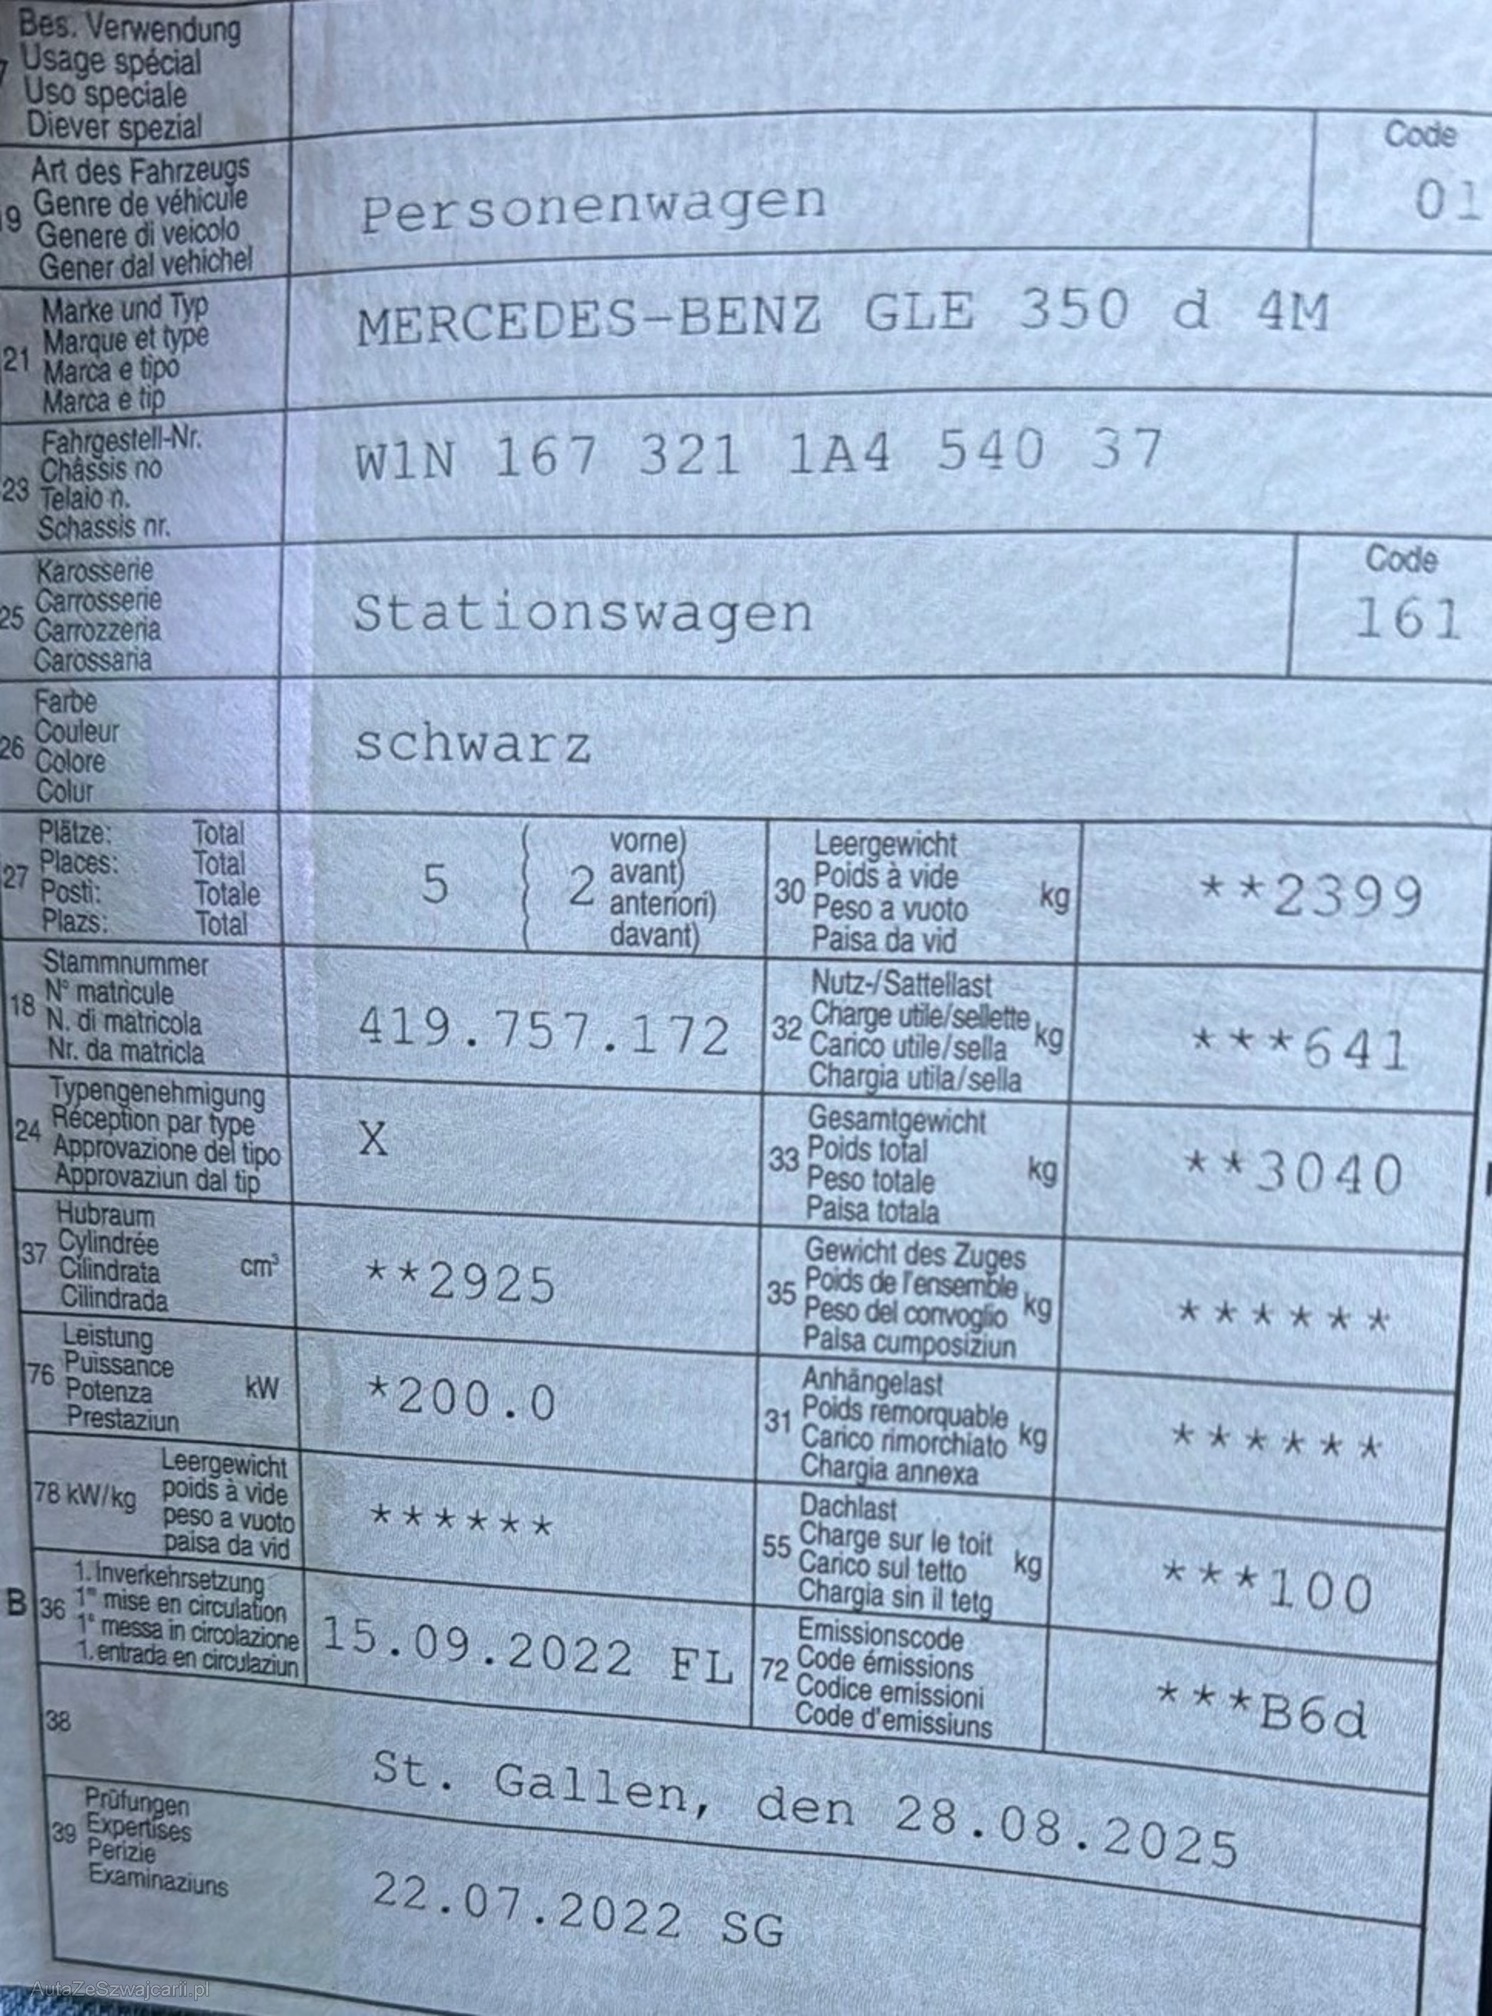 Bes. Verwendung
Usage spécial
Uso speciale
Diever spezial
19 Art des Fahrzeugs
Genre de véhicule
Genere di veicolo
Gener dal vehichel
Personenwagen
Code
01
21 Marke und Typ
Marque et type
Marca e tipo
Marca e tip
MERCEDES-BENZ GLE 350 d 4M
23 Fahrgestell-Nr.
Châssis no
Telaio n.
Schassis nr.
W1N 167 321 1A4 540 37
25 Karosserie
Carrosserie
Carrozzeria
Carossaria
Stationswagen
Code
161
26 Farbe
Couleur
Colore
Colur
schwarz
27 Plätze: Total
Places: Total
Posti: Totale
Plazs: Total
5 ( 2 vorne)
avant)
anteriori)
davant)
30 Leergewicht
Poids à vide
Peso a vuoto
Paisa da vid
kg
**2399
18 Stammnummer
N° matricule
N. di matricola
Nr. da matricla
419.757.172
32 Nutz-/Sattellast
Charge utile/sellette
Carico utile/sella
Chargia utila/sella
kg
***641
24 Typengenehmigung
Réception par type
Approvazione del tipo
Approvaziun dal tip
X
33 Gesamtgewicht
Poids total
Peso totale
Paisa totala
kg
**3040
37 Hubraum
Cylindrée
Cilindrata
Cilindrada
cm³
**2925
35 Gewicht des Zuges
Poids de l'ensemble
Peso del convoglio
Paisa cumposiziun
kg
******
76 Leistung
Puissance
Potenza
Prestaziun
kW
*200.0
31 Anhängelast
Poids remorquable
Carico rimorchiato
Chargia annexa
kg
******
78 kW/kg Leergewicht
poids à vide
peso a vuoto
paisa da vid
******
55 Dachlast
Charge sur le toit
Carico sul tetto
Chargia sin il tetg
kg
***100
B 36 1. Inverkehrsetzung
1re mise en circulation
1a messa in circolazione
1. entrada en circulaziun
15.09.2022 FL
72 Emissionscode
Code émissions
Codice emissioni
Code d'emissiuns
***B6d
38
St. Gallen, den 28.08.2025
39 Prüfungen
Expertises
Perizie
Examinaziuns
22.07.2022 SG
AutaZeSzwajcarii.pl